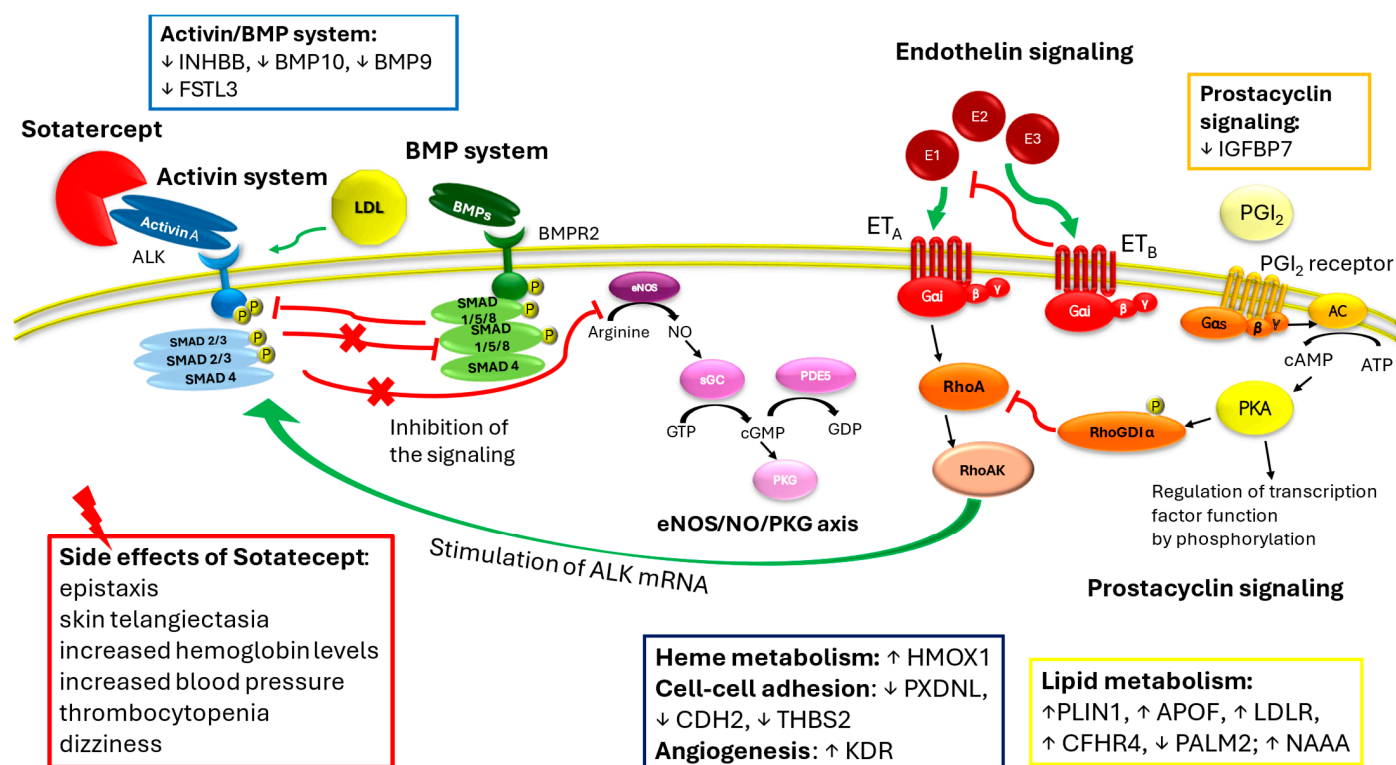 Activin/BMP system:
↓ INHBB, ↓ BMP10, ↓ BMP9
↓ FSTL3
Endothelin signaling
Prostacyclin
signaling:
↓ IGFBP7
Sotatercept
Activin system
BMP system
LDL
Activin A
ALK
BMPs
BMPR2
E1
E2
E3
ETA
ETB
PGI2
PGI2 receptor
P
P
SMAD 2/3
P
SMAD 2/3
P
SMAD 4
P
SMAD
1/5/8
P
SMAD
1/5/8
P
SMAD 4
eNOS
Arginine
NO
sGC
PDE5
GTP
cGMP
GDP
PKG
eNOS/NO/PKG axis
Gαi
β
γ
Gαi
β
γ
Gαs
β
γ
AC
cAMP
ATP
RhoA
RhoAK
P
RhoGDI α
PKA
Inhibition of
the signaling
Regulation of transcription
factor function
by phosphorylation
Prostacyclin signaling
Stimulation of ALK mRNA
Side effects of Sotatecept:
epistaxis
skin telangiectasia
increased hemoglobin levels
increased blood pressure
thrombocytopenia
dizziness
Heme metabolism: ↑ HMOX1
Cell-cell adhesion: ↓ PXDNL,
↓ CDH2, ↓ THBS2
Angiogenesis: ↑ KDR
Lipid metabolism:
↑PLIN1, ↑ APOF, ↑ LDLR,
↑ CFHR4, ↓ PALM2; ↑ NAAA